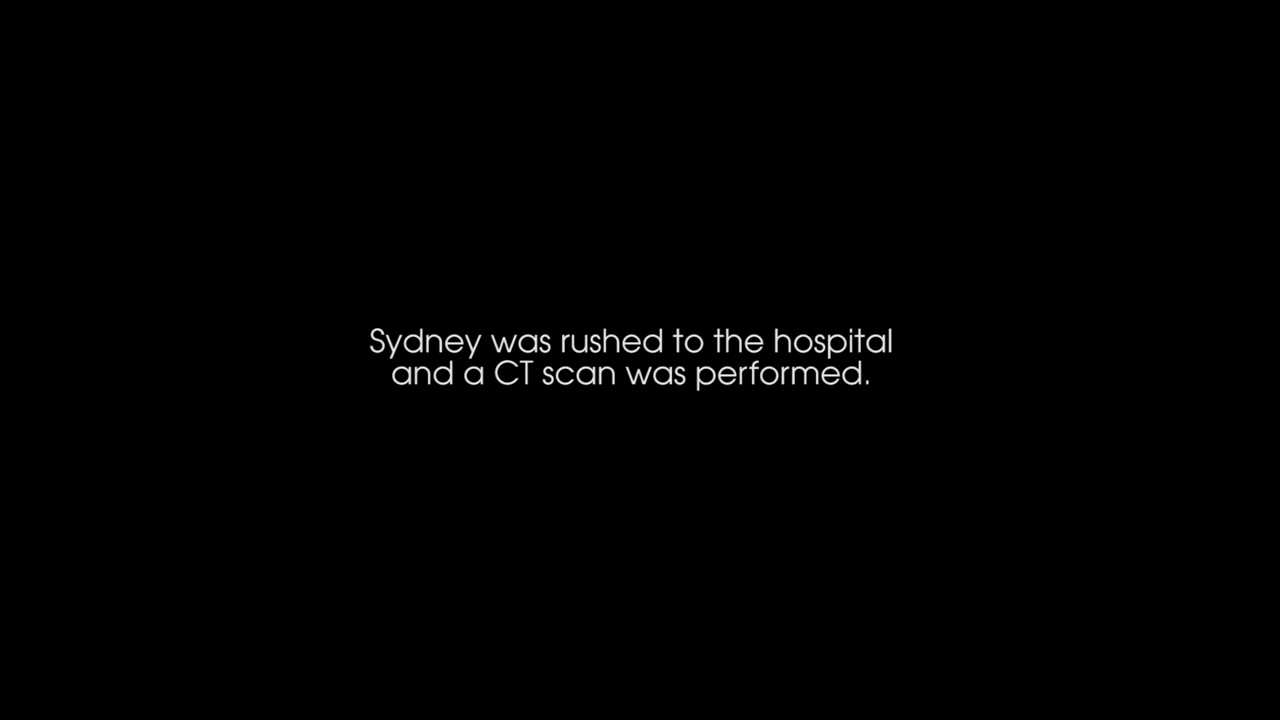 Sydney was rushed to the hospital
and a CT scan was performed.